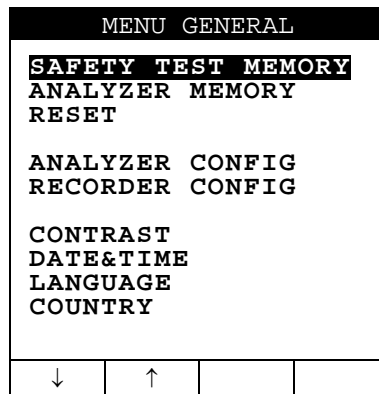 MENU GENERAL
SAFETY TEST MEMORY
ANALYZER MEMORY
RESET
ANALYZER CONFIG
RECORDER CONFIG
CONTRAST
DATE&TIME
LANGUAGE
COUNTRY
↓ ↑